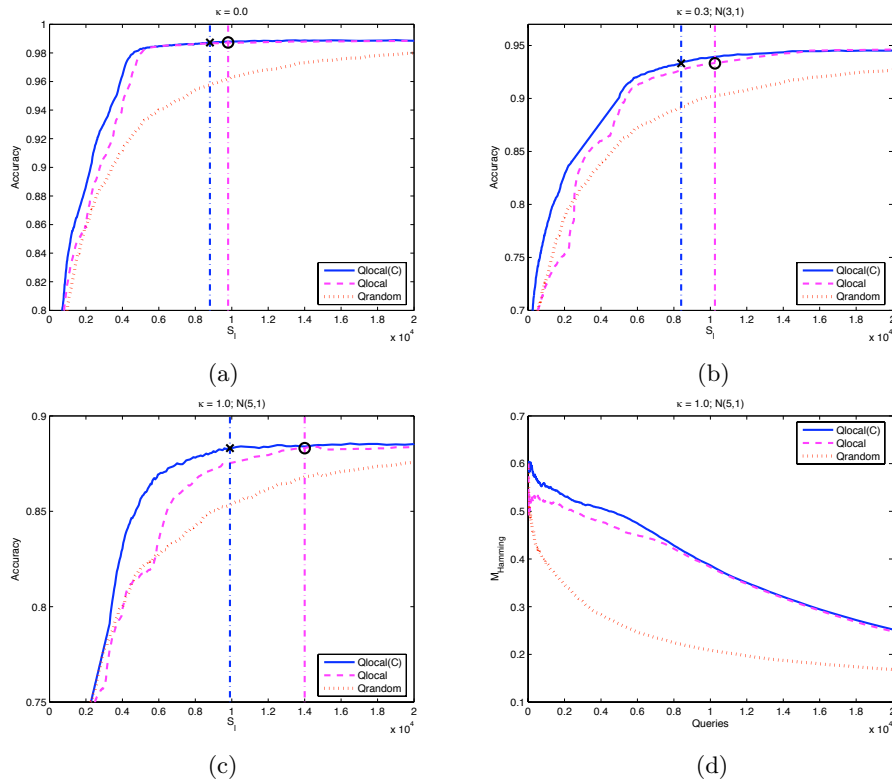 κ = 0.0
1
0.98
0.96
0.94
0.92
0.9
0.88
0.86
0.84
0.82
0.8
Accuracy
0 0.2 0.4 0.6 0.8 1 1.2 1.4 1.6 1.8 2
S_l
x 10^4
Qlocal(C)
Qlocal
Qrandom
(a)
κ = 0.3; N(3,1)
0.95
0.9
0.85
0.8
0.75
0.7
Accuracy
0 0.2 0.4 0.6 0.8 1 1.2 1.4 1.6 1.8 2
S_l
x 10^4
Qlocal(C)
Qlocal
Qrandom
(b)
κ = 1.0; N(5,1)
0.9
0.85
0.8
0.75
Accuracy
0 0.2 0.4 0.6 0.8 1 1.2 1.4 1.6 1.8 2
S_l
x 10^4
Qlocal(C)
Qlocal
Qrandom
(c)
κ = 1.0; N(5,1)
0.7
0.6
0.5
0.4
0.3
0.2
0.1
M_Hamming
0 0.2 0.4 0.6 0.8 1 1.2 1.4 1.6 1.8 2
Queries
x 10^4
Qlocal(C)
Qlocal
Qrandom
(d)